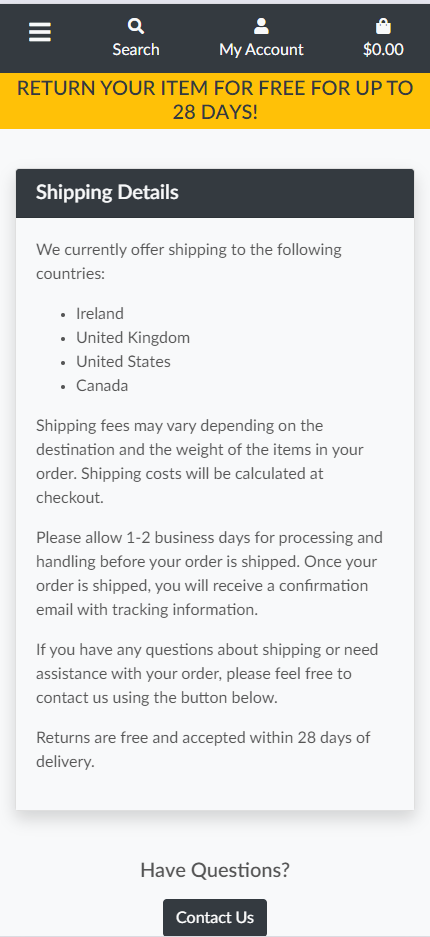 Search
My Account
$0.00
RETURN YOUR ITEM FOR FREE FOR UP TO
28 DAYS!
Shipping Details
We currently offer shipping to the following
countries:
• Ireland
• United Kingdom
• United States
• Canada
Shipping fees may vary depending on the
destination and the weight of the items in your
order. Shipping costs will be calculated at
checkout.
Please allow 1-2 business days for processing and
handling before your order is shipped. Once your
order is shipped, you will receive a confirmation
email with tracking information.
If you have any questions about shipping or need
assistance with your order, please feel free to
contact us using the button below.
Returns are free and accepted within 28 days of
delivery.
Have Questions?
Contact Us